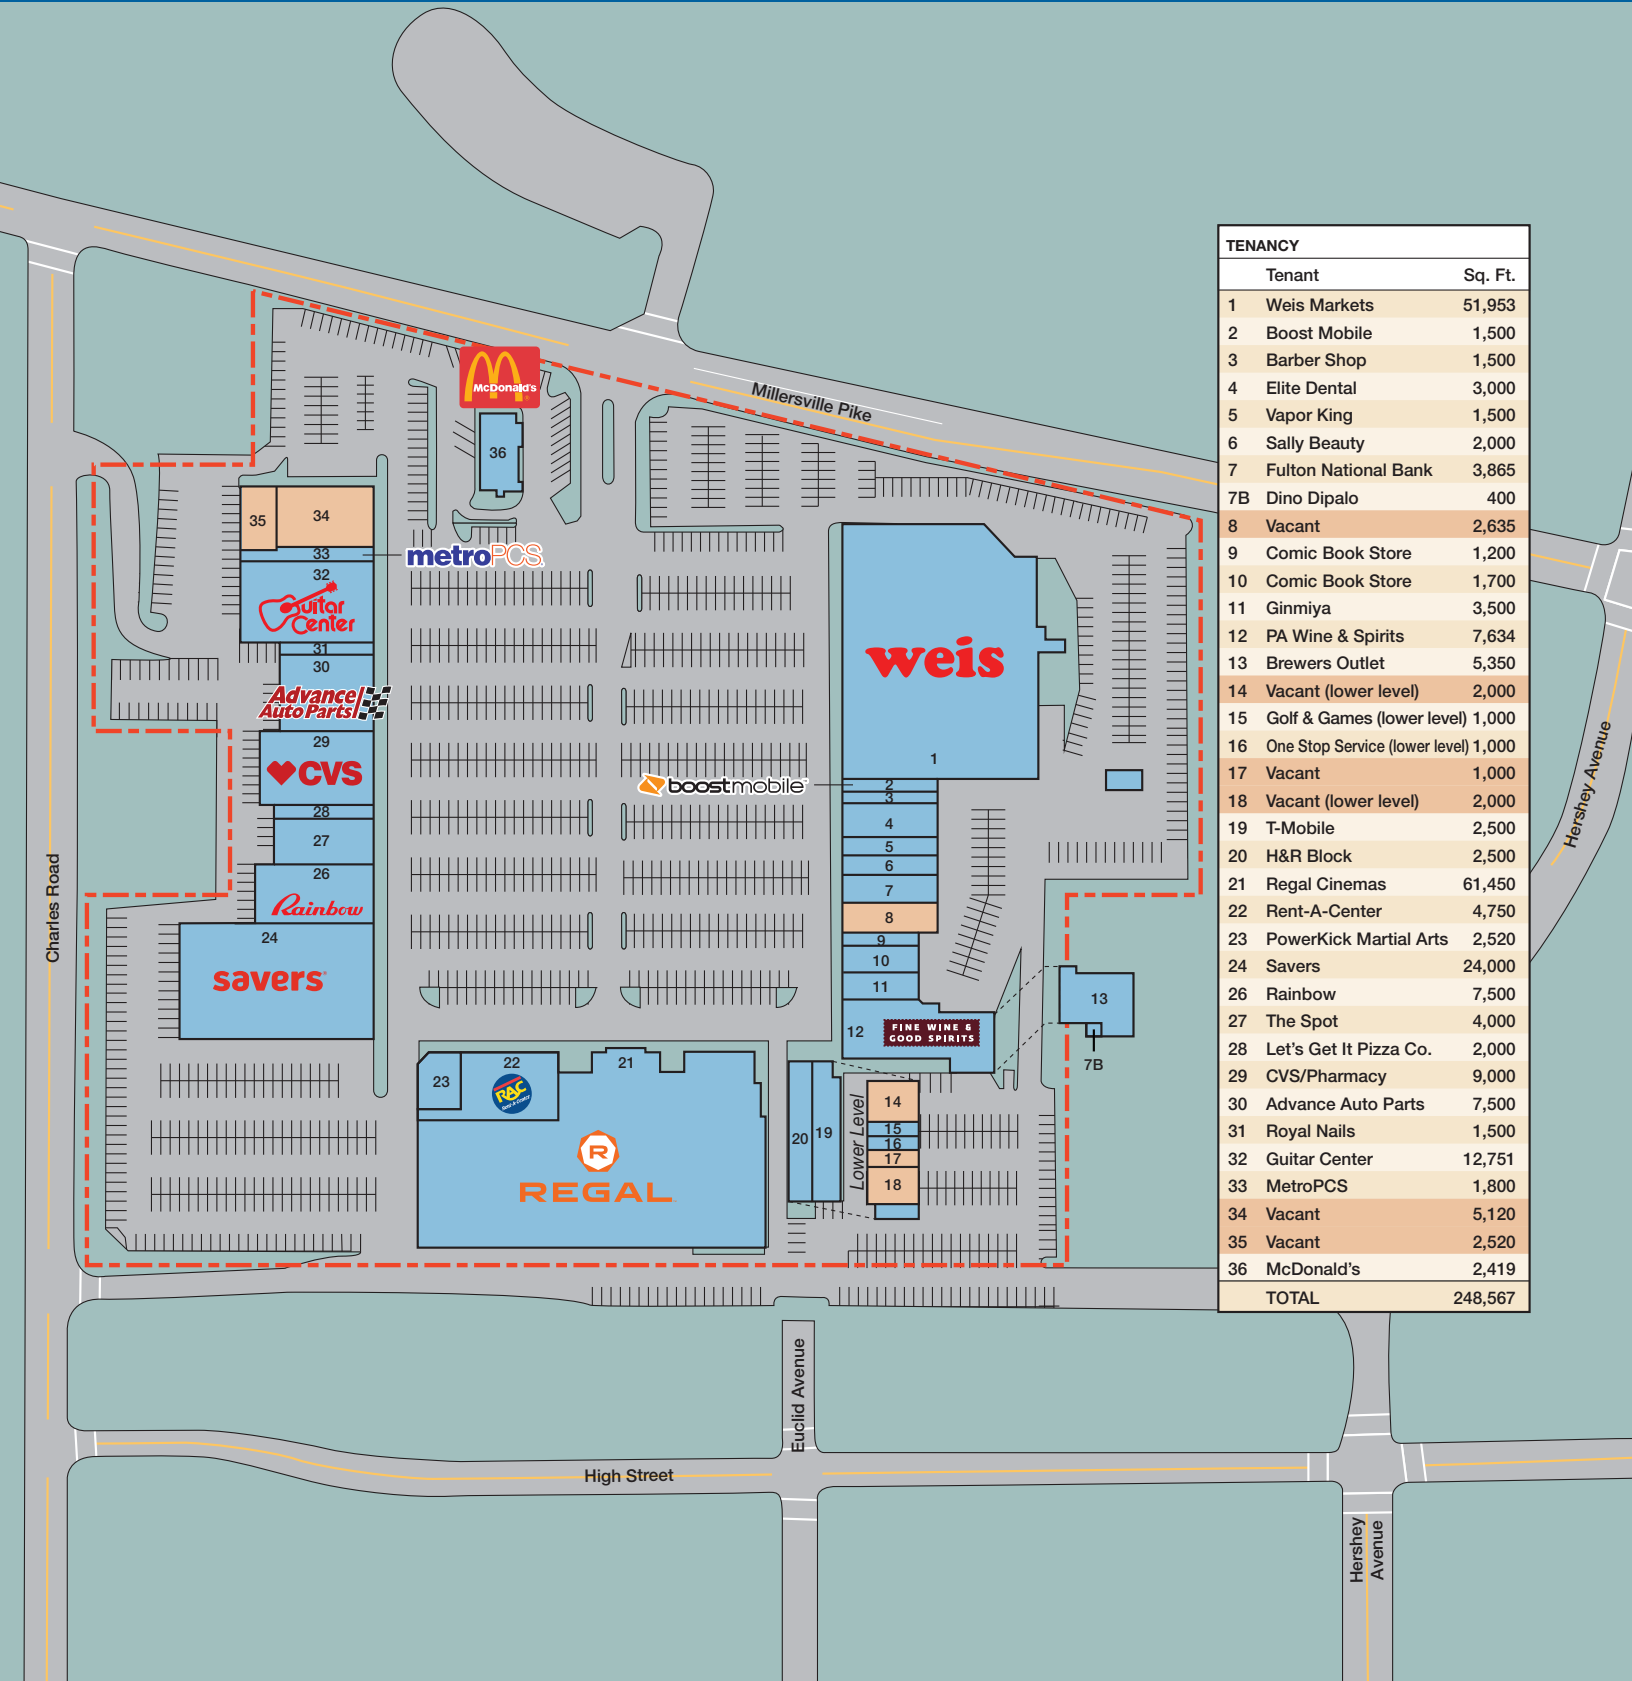 McDonald's
Millersville Pike
36
35
34
33
metroPCS.
32
Guitar
Center
31
30
Advance
Auto Parts
29
CVS
28
27
26
Rainbow
24
savers
weis
1
boostmobile
2
3
4
5
6
7
8
9
10
11
12
FINE WINE &
GOOD SPIRITS
13
7B
23
22
RAC
21
R
REGAL
20
19
Lower Level
14
15
16
17
18
Charles Road
Euclid Avenue
High Street
Hershey Avenue
Hershey
Avenue
TENANCY
Tenant Sq. Ft.
1 Weis Markets 51,953
2 Boost Mobile 1,500
3 Barber Shop 1,500
4 Elite Dental 3,000
5 Vapor King 1,500
6 Sally Beauty 2,000
7 Fulton National Bank 3,865
7B Dino Dipalo 400
8 Vacant 2,635
9 Comic Book Store 1,200
10 Comic Book Store 1,700
11 Ginmiya 3,500
12 PA Wine & Spirits 7,634
13 Brewers Outlet 5,350
14 Vacant (lower level) 2,000
15 Golf & Games (lower level) 1,000
16 One Stop Service (lower level) 1,000
17 Vacant 1,000
18 Vacant (lower level) 2,000
19 T-Mobile 2,500
20 H&R Block 2,500
21 Regal Cinemas 61,450
22 Rent-A-Center 4,750
23 PowerKick Martial Arts 2,520
24 Savers 24,000
26 Rainbow 7,500
27 The Spot 4,000
28 Let's Get It Pizza Co. 2,000
29 CVS/Pharmacy 9,000
30 Advance Auto Parts 7,500
31 Royal Nails 1,500
32 Guitar Center 12,751
33 MetroPCS 1,800
34 Vacant 5,120
35 Vacant 2,520
36 McDonald's 2,419
TOTAL 248,567